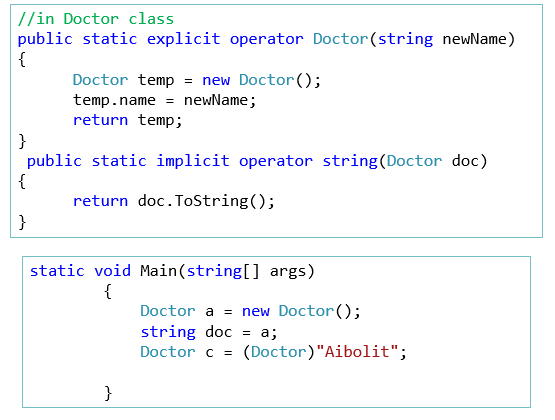 //in Doctor class
public static explicit operator Doctor(string newName)
{
Doctor temp = new Doctor();
temp.name = newName;
return temp;
}
public static implicit operator string(Doctor doc)
{
return doc.ToString();
}
static void Main(string[] args)
{
Doctor a = new Doctor();
string doc = a;
Doctor c = (Doctor)"Aibolit";
}